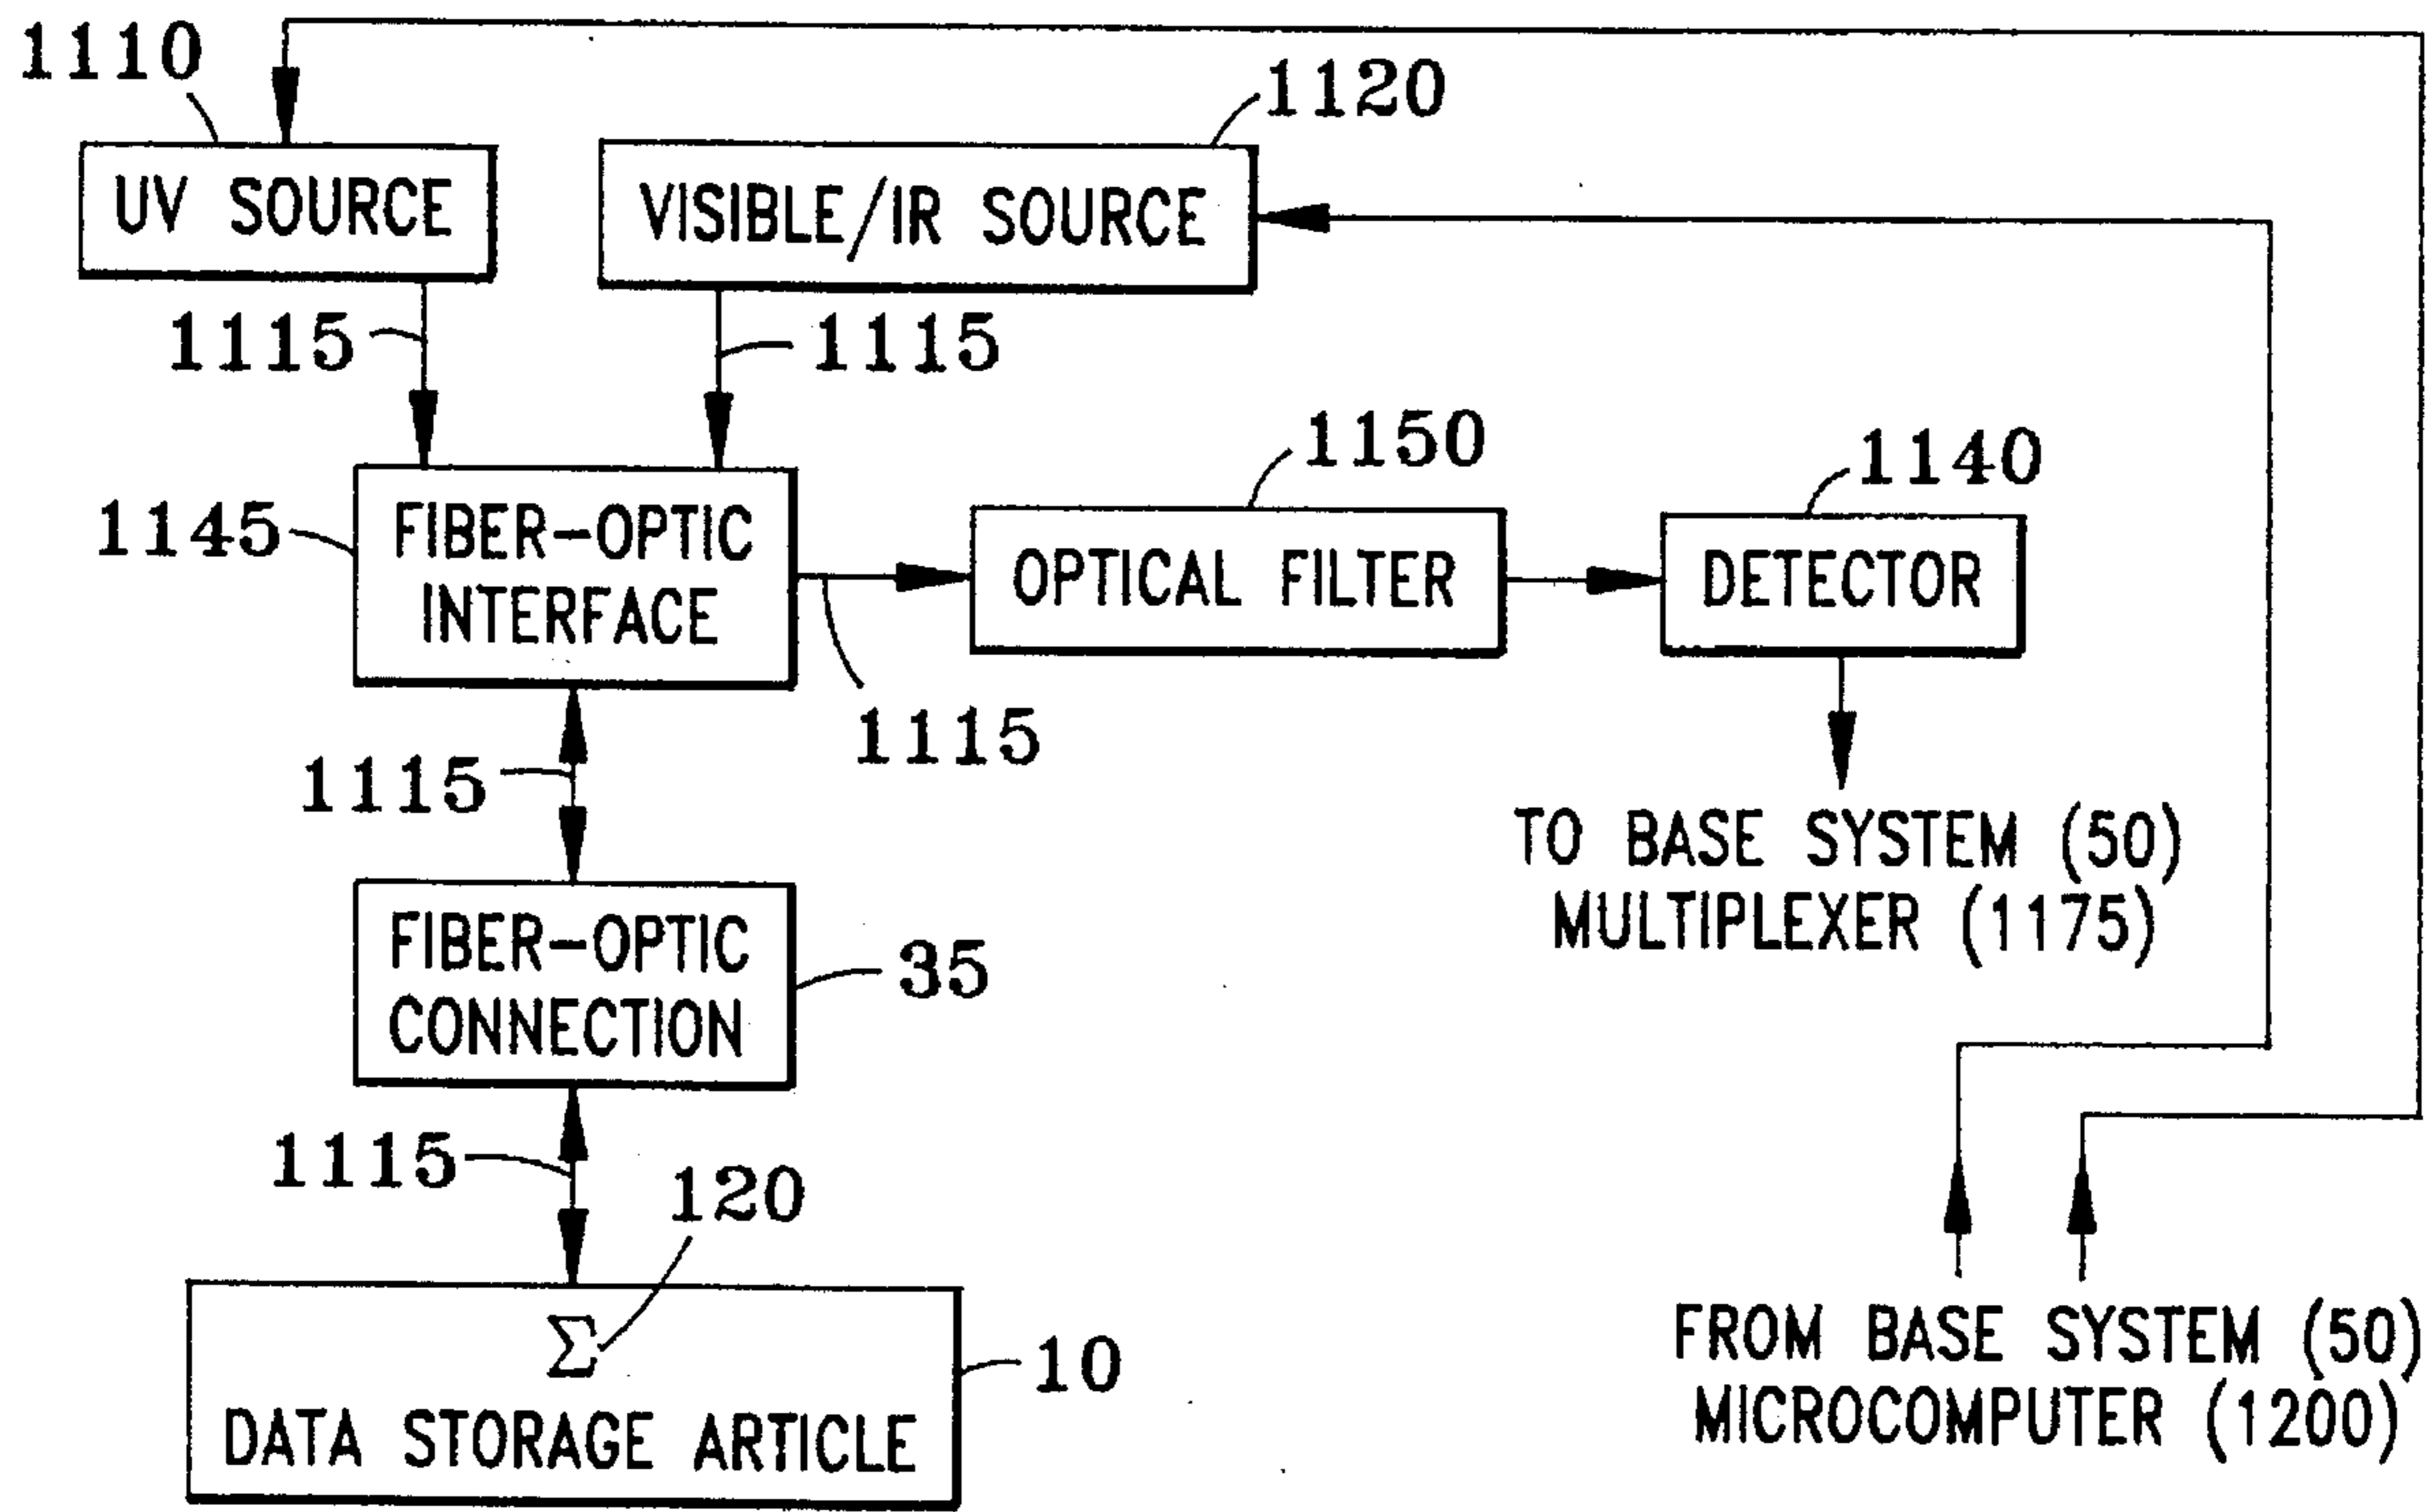 1110
1120
UV SOURCE
VISIBLE/IR SOURCE
1115
1115
1150
1140
1145
FIBER-OPTIC
INTERFACE
OPTICAL FILTER
DETECTOR
1115
1115
TO BASE SYSTEM (50)
MULTIPLEXER (1175)
FIBER-OPTIC
CONNECTION
35
1115
120
Σ
10
DATA STORAGE ARTICLE
FROM BASE SYSTEM (50)
MICROCOMPUTER (1200)